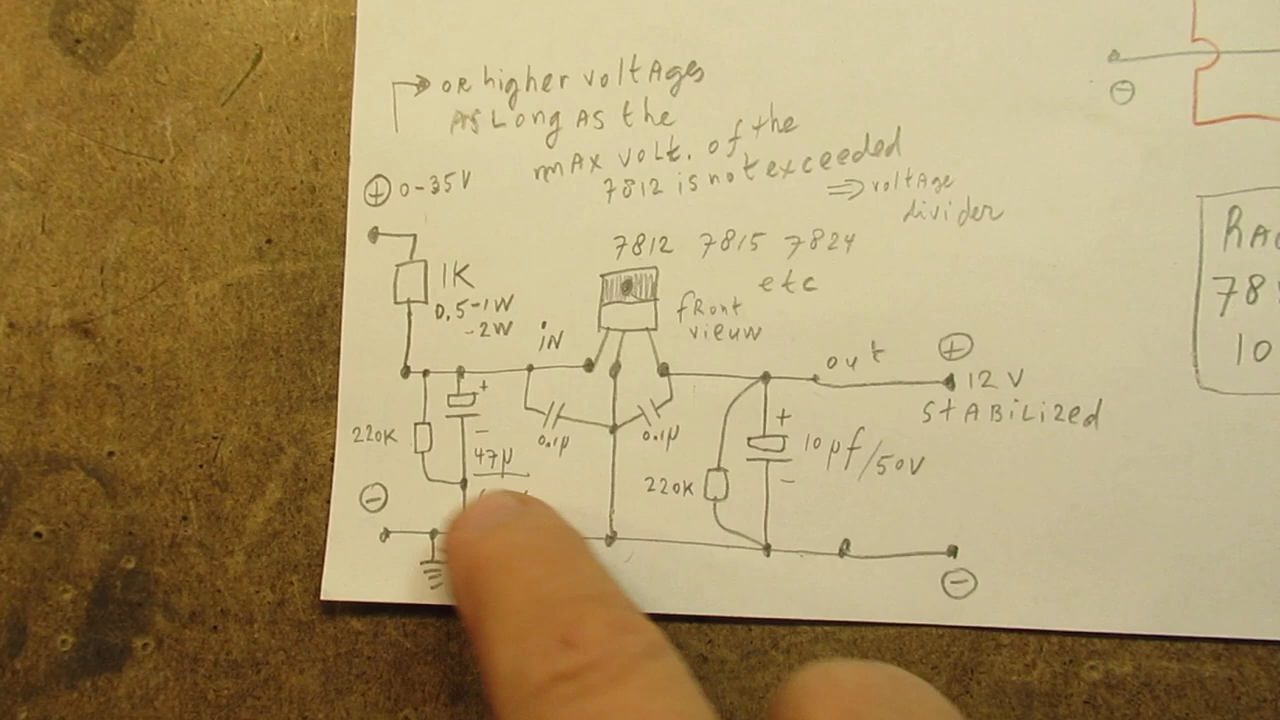 → OR higher voltAges
AS Long AS the
mAX voLt. of the
7812 is not exceeded
⇒ voltAge
divider
⊕ 0-35V
7812 7815 7824
etc
1K
0,5-1W
-2W
iN
fRont
vieuw
out
⊕
12 V
StABiLizED
+
220K
-
47µ
0.1µ
0.1µ
+
10µf/50V
-
220K
⊖
⊖
⊖
78
10